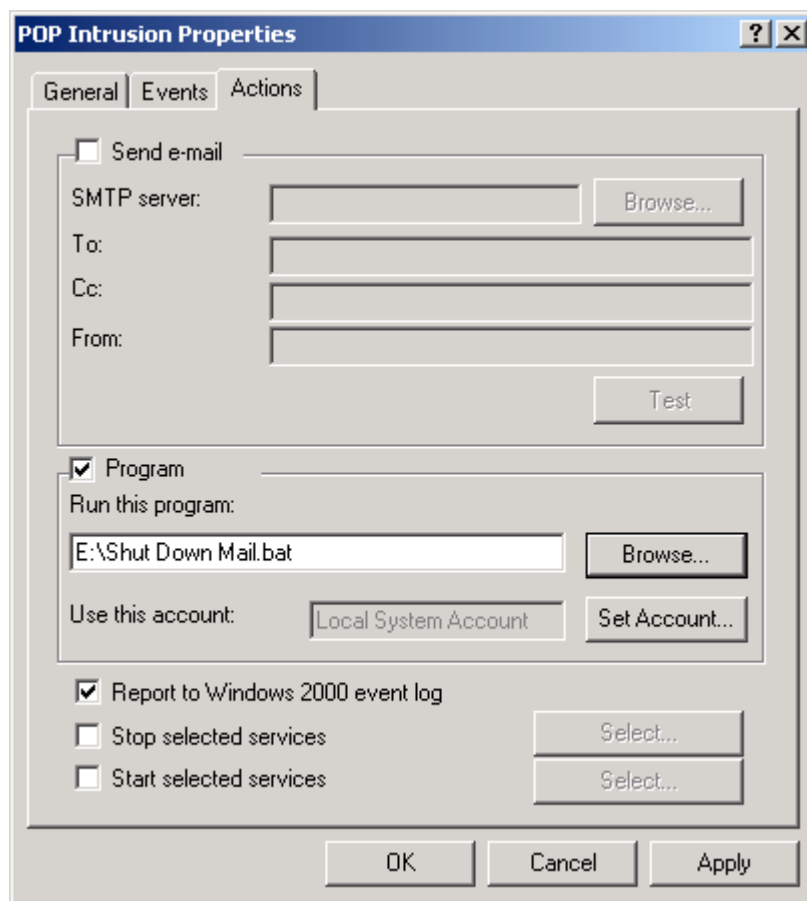 POP Intrusion Properties
General Events Actions
Send e-mail
SMTP server: Browse...
To:
Cc:
From:
Test
Program
Run this program:
E:\Shut Down Mail.bat Browse...
Use this account: Local System Account Set Account...
Report to Windows 2000 event log
Stop selected services Select...
Start selected services Select...
OK Cancel Apply